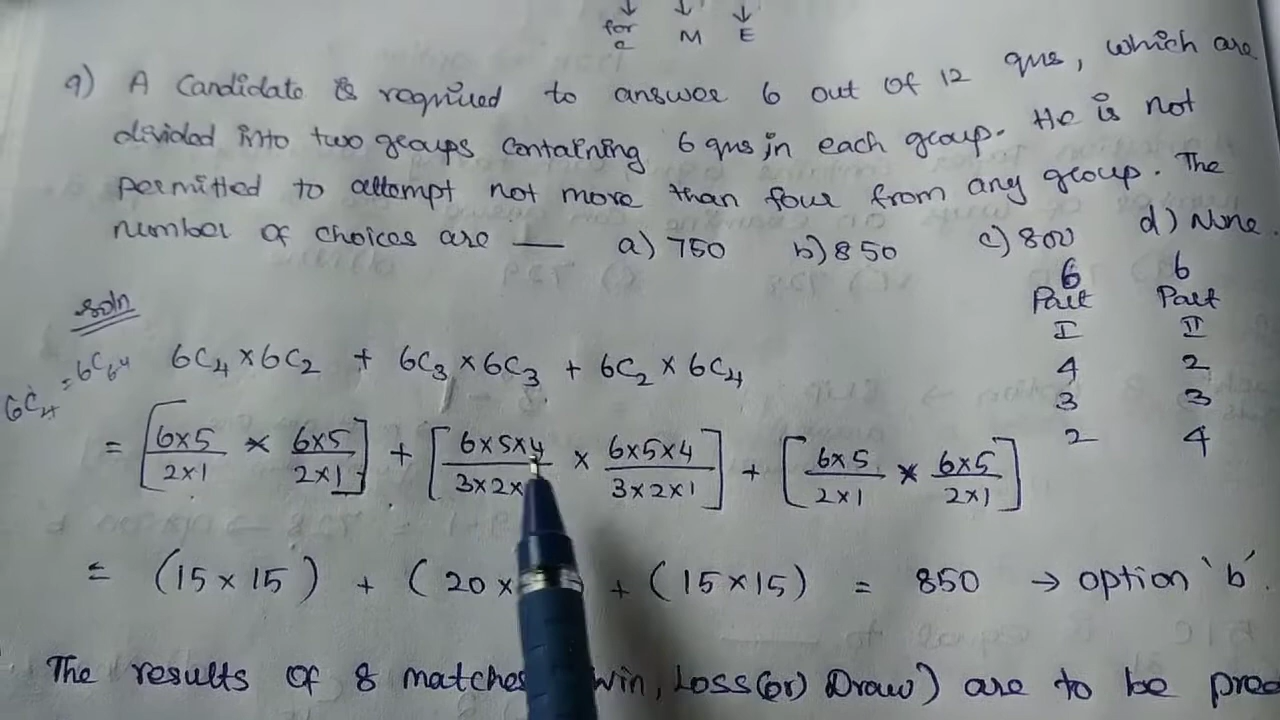 ↓ ↓ ↓
for a M E
9) A Candidate is required to answer 6 out of 12 qns, which are
divided into two groups containing 6 qns in each group. He is not
permitted to attempt not more than four from any group. The
number of choices are — a) 750 b) 850 c) 800 d) None.
6 6
Part Part
I II
4 2
3 3
2 4
soln
6C₄ = 6C₆₋₄ 6C₄ × 6C₂ + 6C₃ × 6C₃ + 6C₂ × 6C₄
= [6×5/2×1 × 6×5/2×1] + [6×5×4/3×2× × 6×5×4/3×2×1] + [6×5/2×1 × 6×5/2×1]
= (15×15) + (20× + (15×15) = 850 → option 'b'.
The results of 8 matches Win, Loss (or) Draw) are to be pred